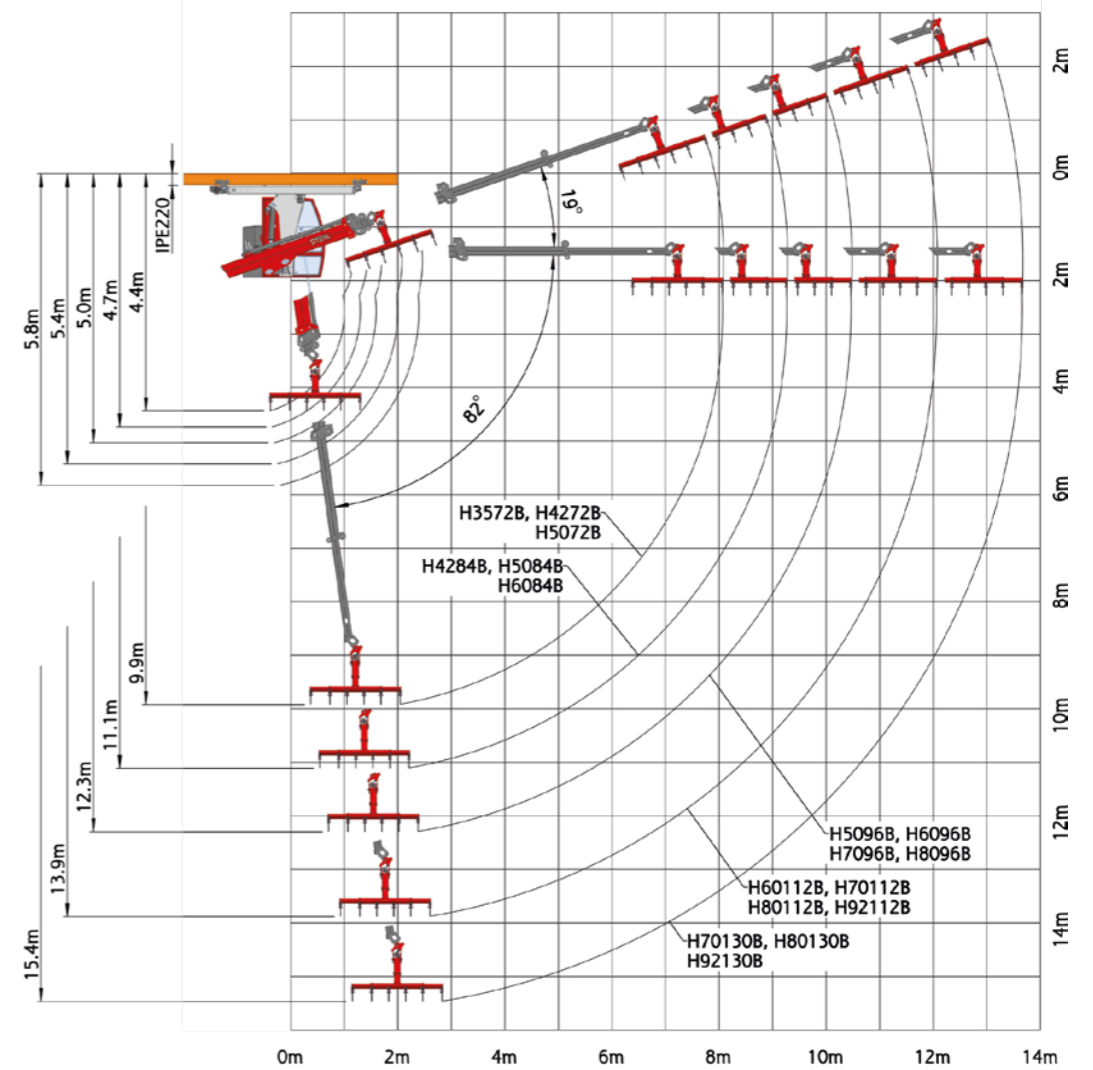 2m
0m
2m
4m
6m
8m
10m
12m
14m
IPE220
4.4m
4.7m
5.0m
5.4m
5.8m
19°
82°
H3572B, H4272B
H5072B
H4284B, H5084B
H6084B
9.9m
11.1m
12.3m
13.9m
15.4m
H5096B, H6096B
H7096B, H8096B
H60112B, H70112B
H80112B, H92112B
H70130B, H80130B
H92130B
0m
2m
4m
6m
8m
10m
12m
14m